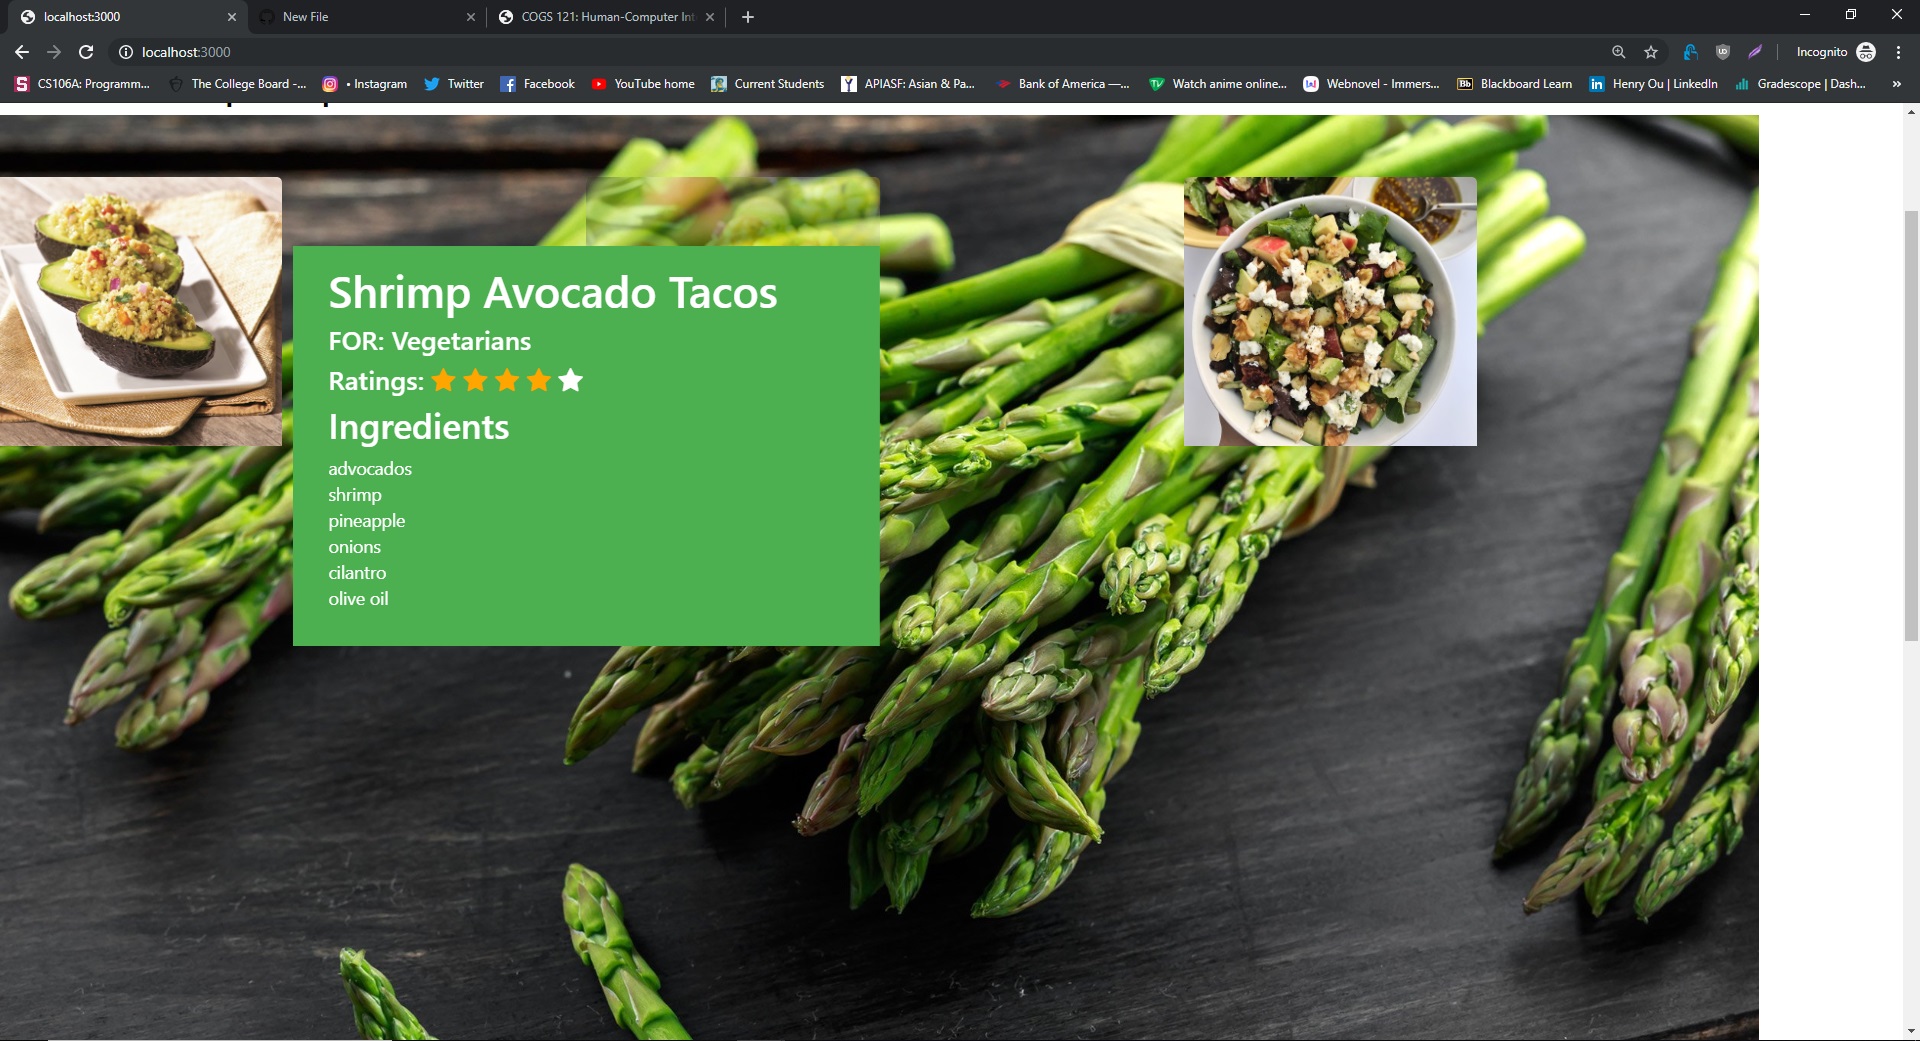 localhost:3000
New File
COGS 121: Human-Computer Int
localhost:3000
Incognito
CS106A: Programm...
The College Board -...
• Instagram
Twitter
Facebook
YouTube home
Current Students
APIASF: Asian & Pa...
Bank of America —...
Watch anime online...
Webnovel - Immers...
Blackboard Learn
Henry Ou | LinkedIn
Gradescope | Dash...
»
Shrimp Avocado Tacos
FOR: Vegetarians
Ratings:
Ingredients
advocados
shrimp
pineapple
onions
cilantro
olive oil